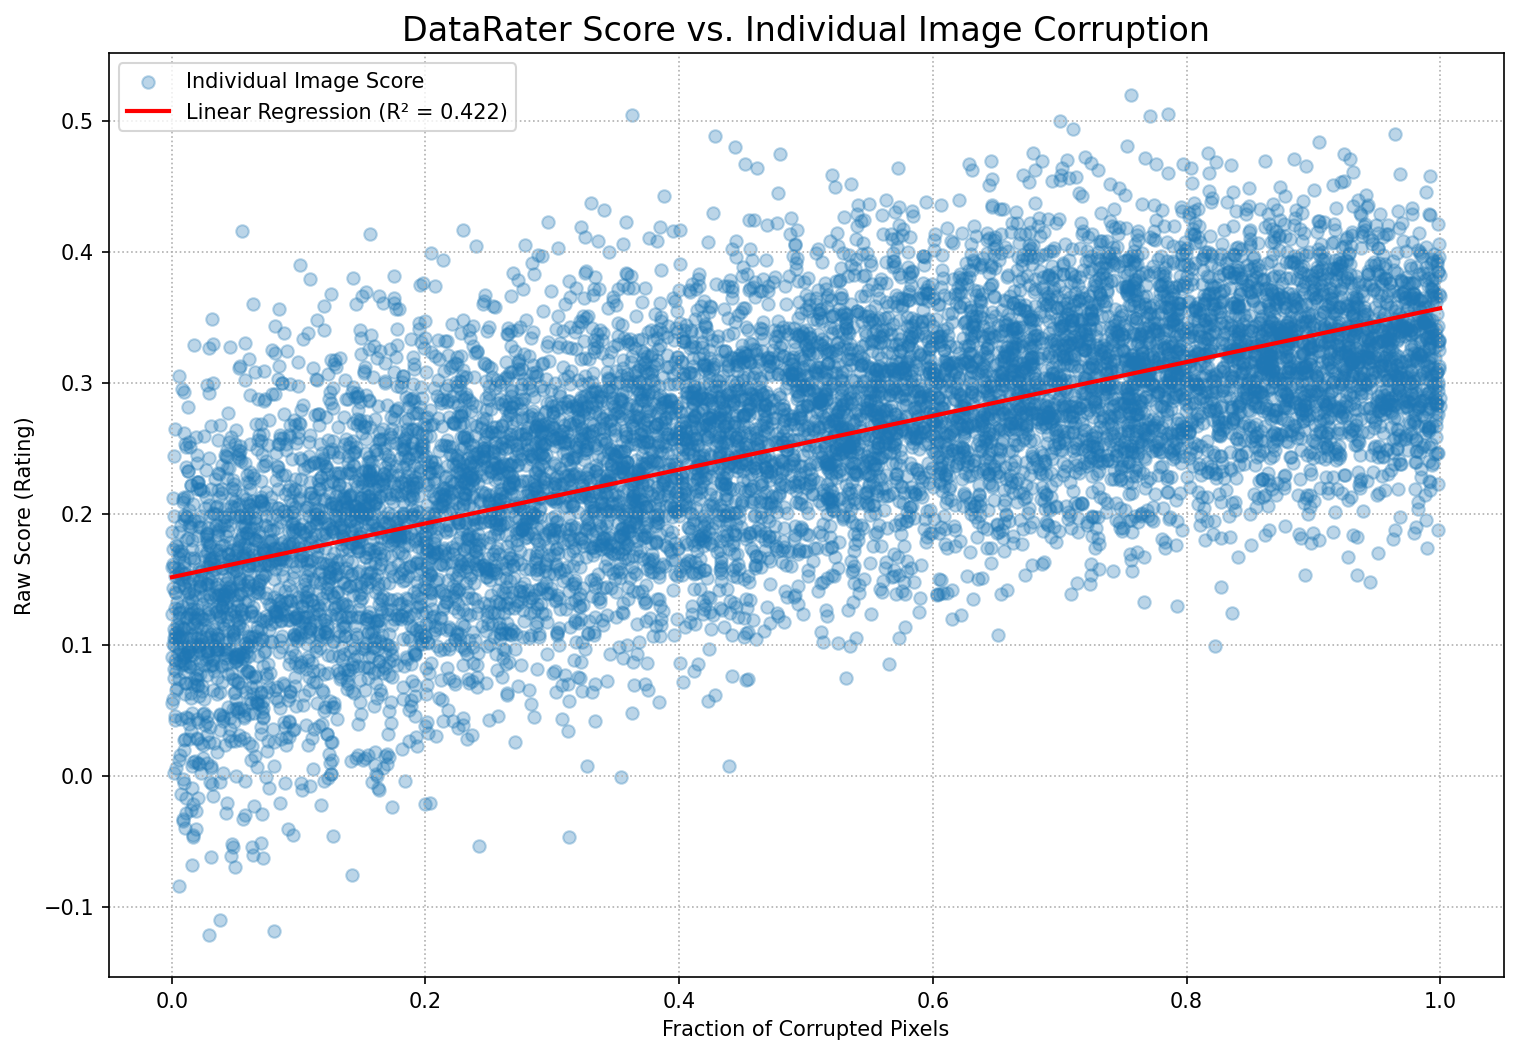 DataRater Score vs. Individual Image Corruption
Individual Image Score
Linear Regression (R² = 0.422)
0.5
0.4
0.3
0.2
0.1
0.0
−0.1
Raw Score (Rating)
0.0 0.2 0.4 0.6 0.8 1.0
Fraction of Corrupted Pixels